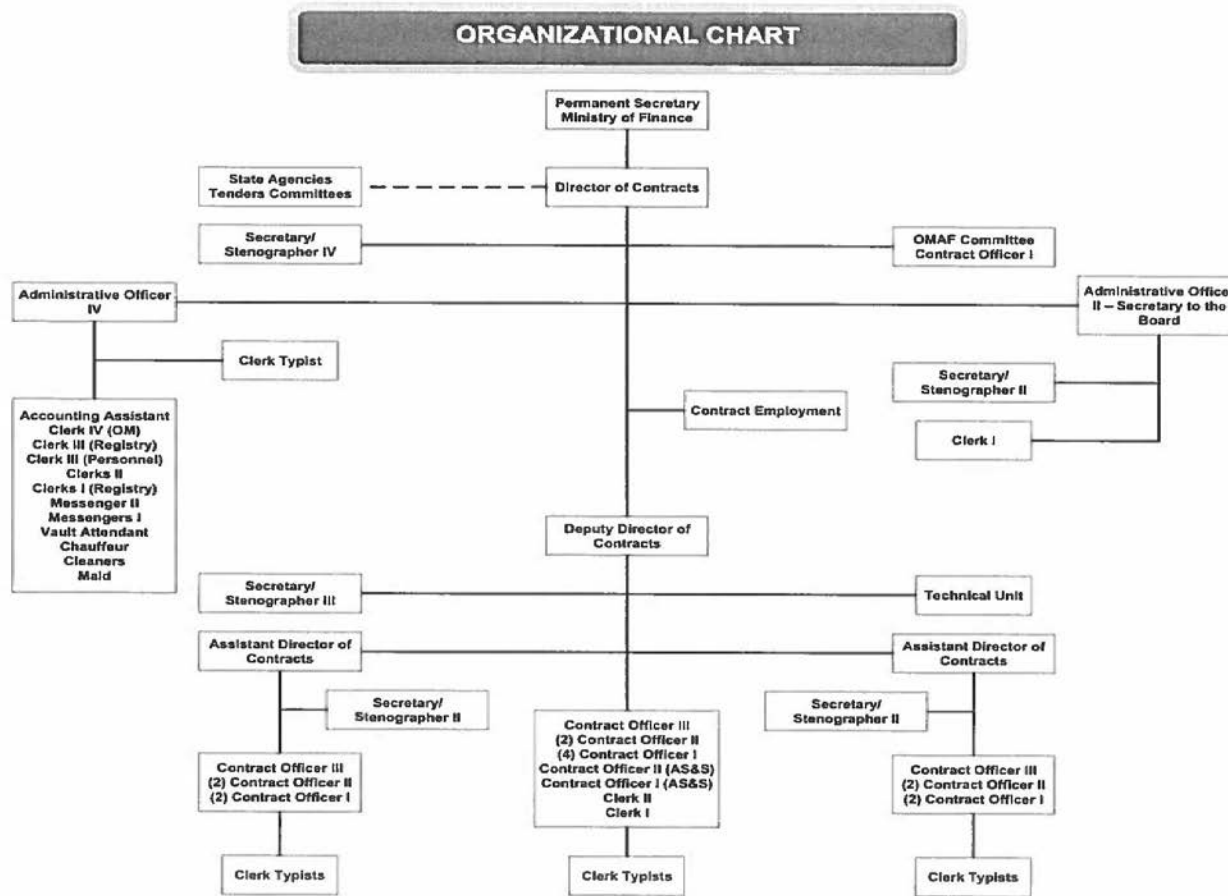 ORGANIZATIONAL CHART
Permanent Secretary
Ministry of Finance
State Agencies
Tenders Committees
Director of Contracts
Secretary/
Stenographer IV
OMAF Committee
Contract Officer I
Administrative Officer
IV
Administrative Office
II – Secretary to the
Board
Clerk Typist
Secretary/
Stenographer II
Contract Employment
Clerk I
Accounting Assistant
Clerk IV (OM)
Clerk III (Registry)
Clerk III (Personnel)
Clerks II
Clerks I (Registry)
Messenger II
Messengers I
Vault Attendant
Chauffeur
Cleaners
Maid
Deputy Director of
Contracts
Secretary/
Stenographer III
Technical Unit
Assistant Director of
Contracts
Assistant Director of
Contracts
Secretary/
Stenographer II
Secretary/
Stenographer II
Contract Officer III
(2) Contract Officer II
(2) Contract Officer I
Contract Officer III
(2) Contract Officer II
(4) Contract Officer I
Contract Officer II (AS&S)
Contract Officer I (AS&S)
Clerk II
Clerk I
Contract Officer III
(2) Contract Officer II
(2) Contract Officer I
Clerk Typists
Clerk Typists
Clerk Typists